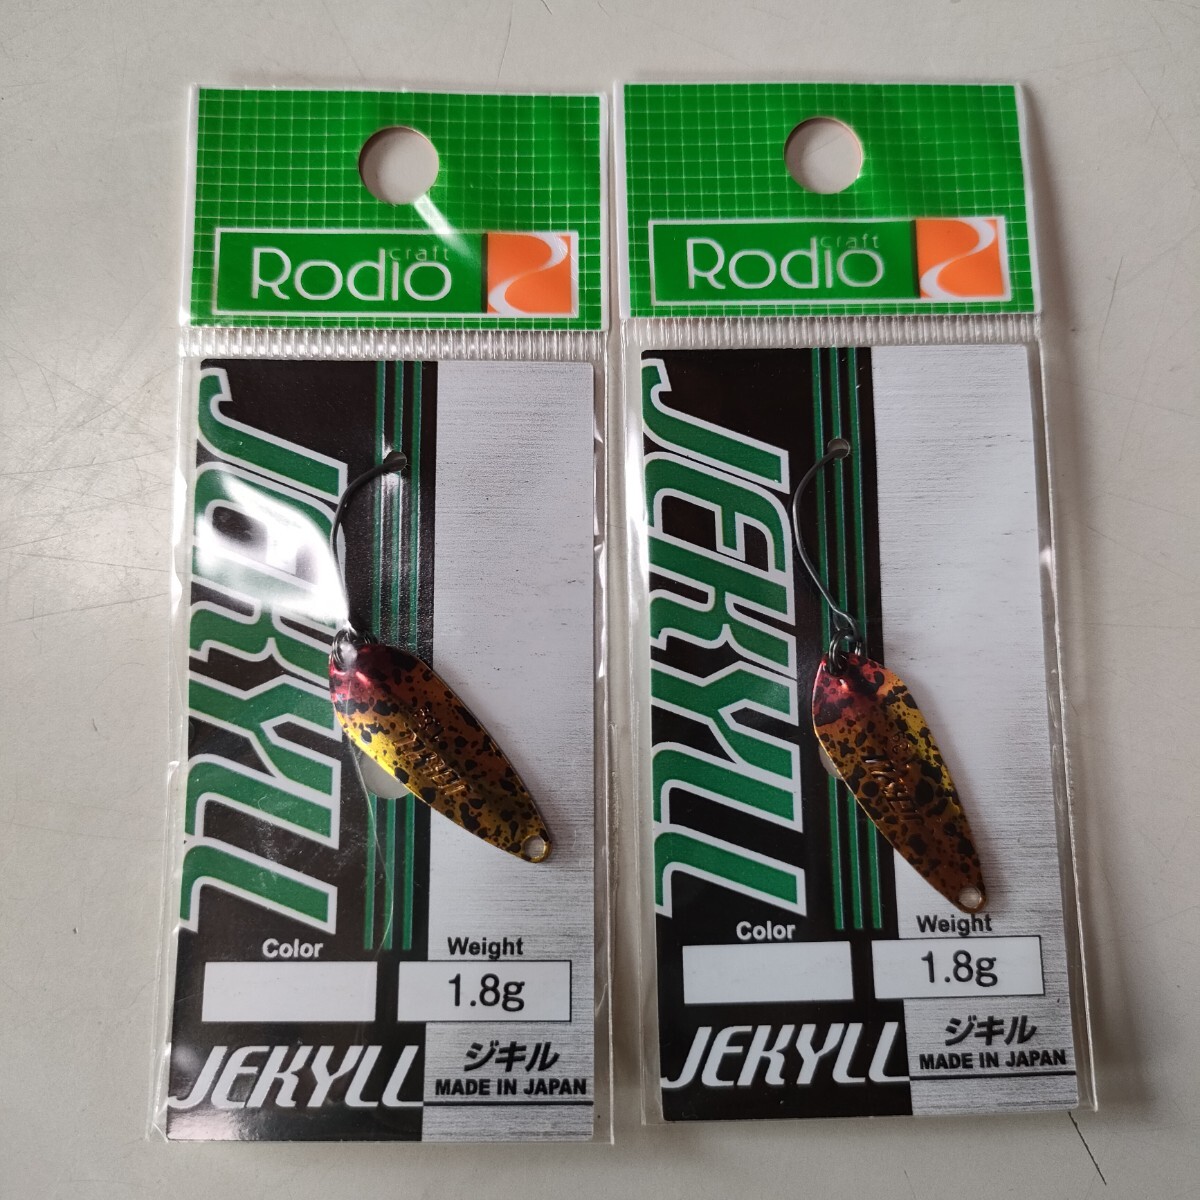 Rodio craft
JEKYLL
Color
Weight
1.8g
JEKYLL
ジキル
MADE IN JAPAN
Rodio craft
JEKYLL
Color
Weight
1.8g
JEKYLL
ジキル
MADE IN JAPAN